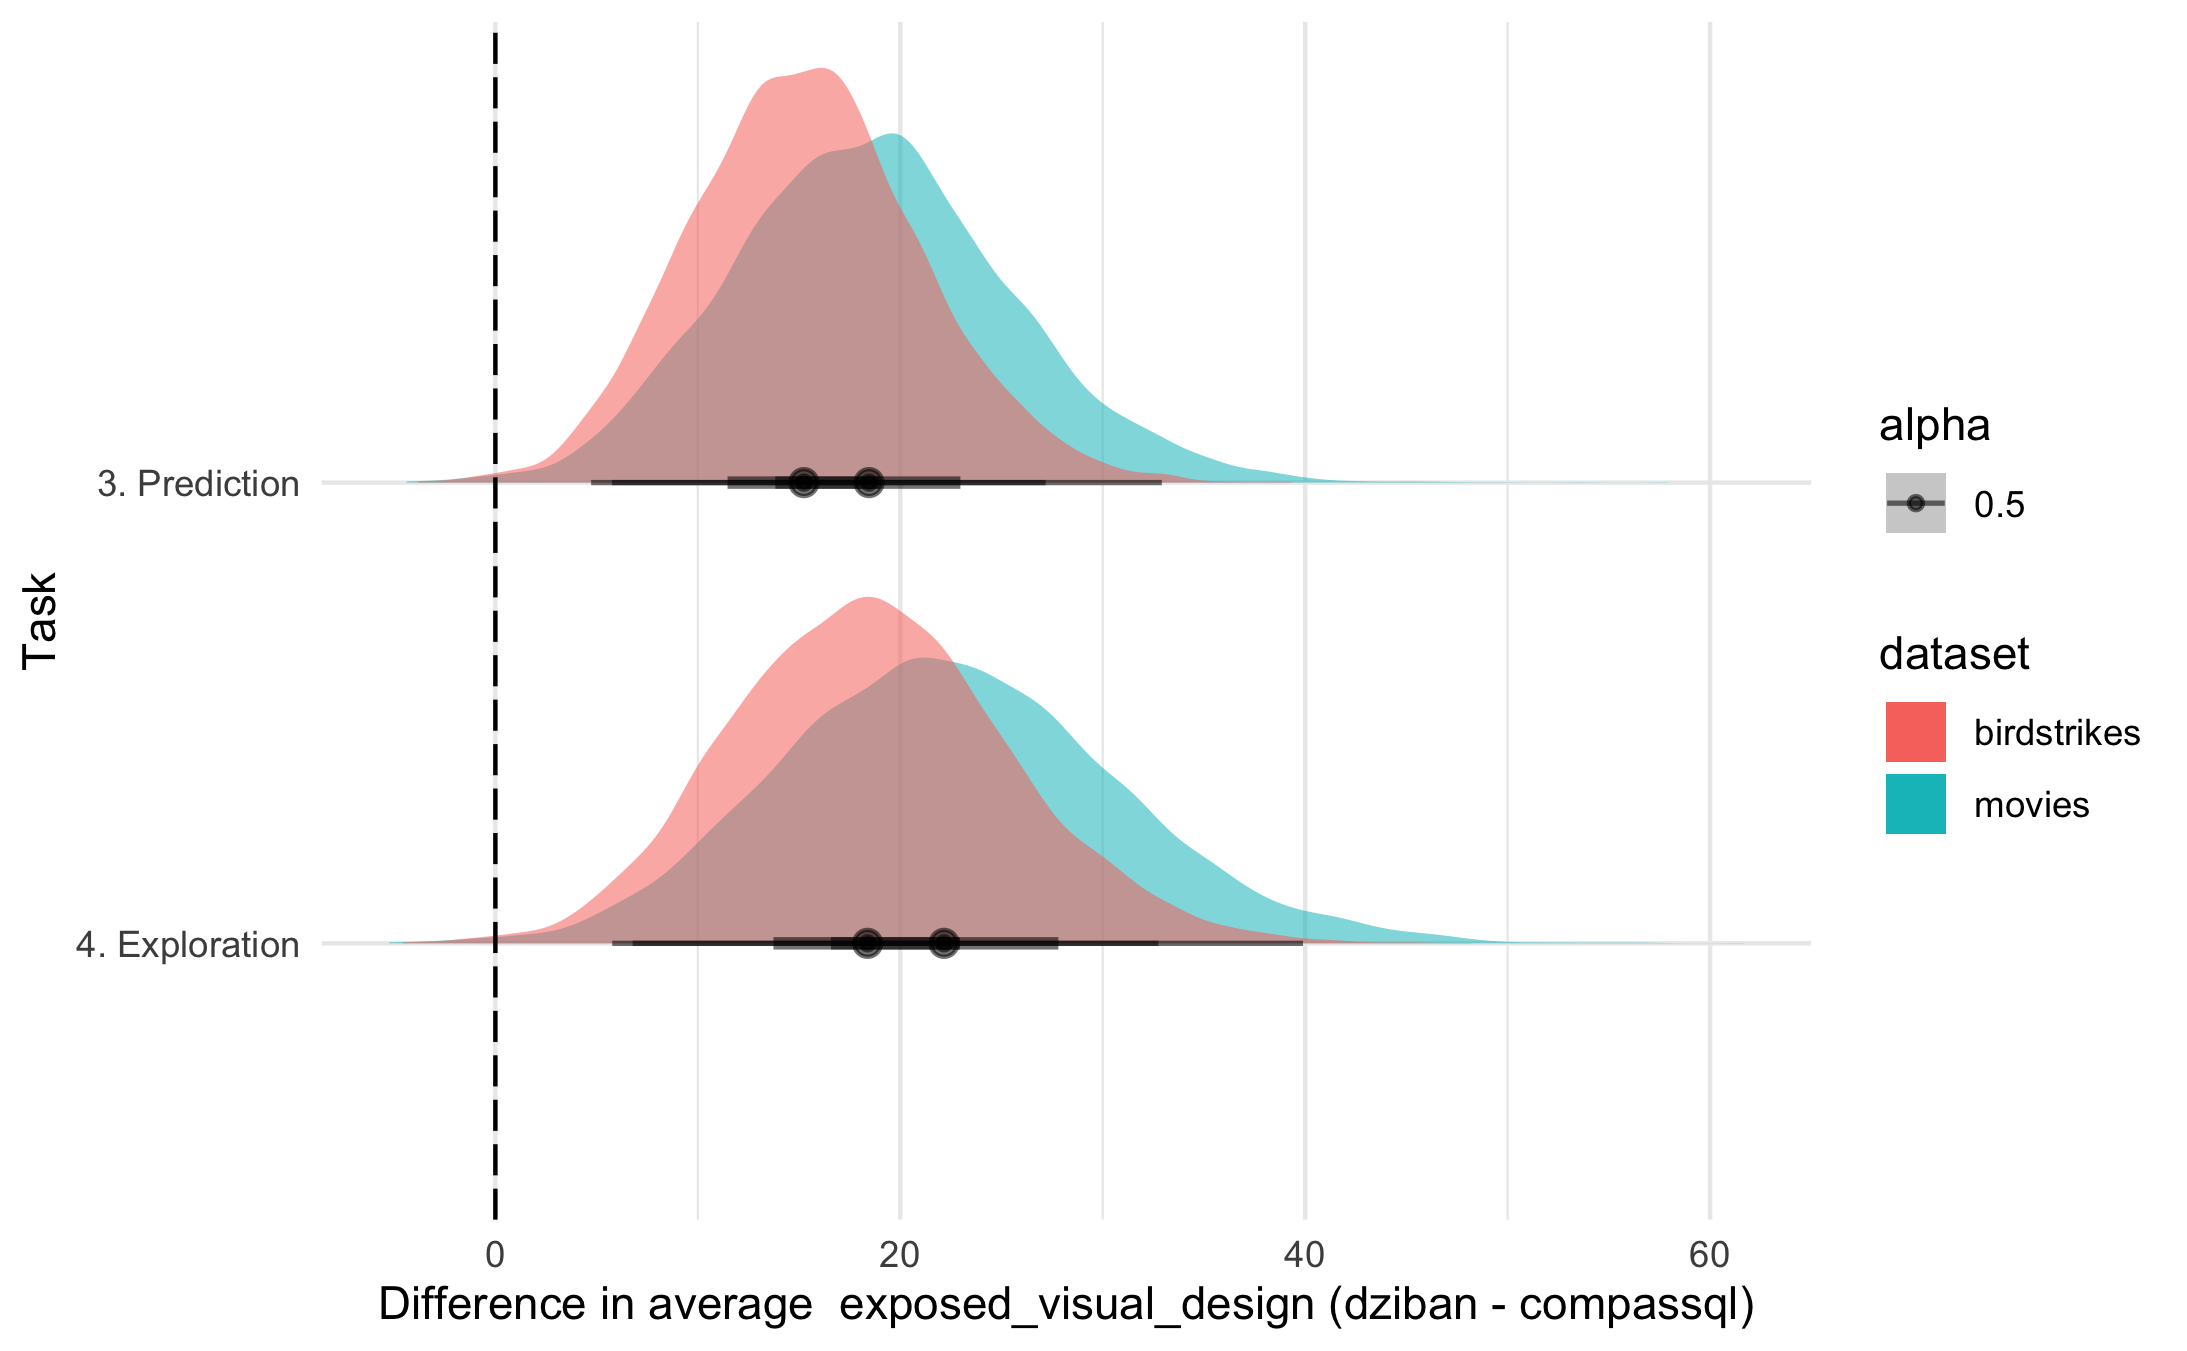 3. Prediction
4. Exploration
Task
0
20
40
60
Difference in average  exposed_visual_design (dziban - compassql)
alpha
0.5
dataset
birdstrikes
movies